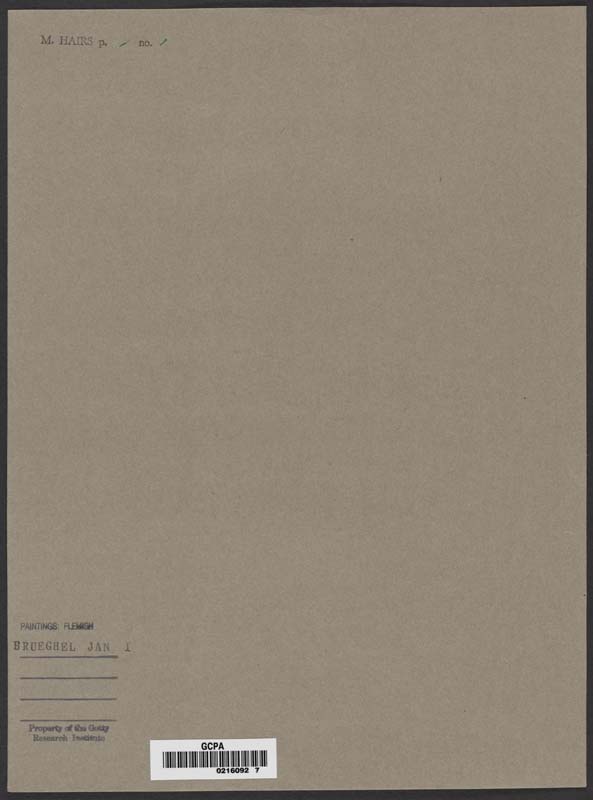 M. HAIRS p. no.
PAINTINGS: FLEMISH
BRUEGHEL JAN I
Property of the Getty
Research Institute
GCPA
0216092 7